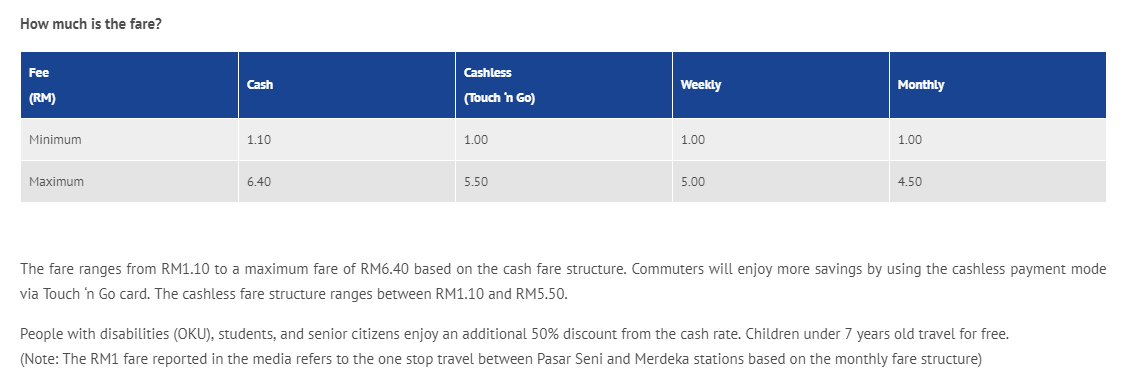 How much is the fare?
Fee
(RM)
Cash
Cashless
(Touch 'n Go)
Weekly
Monthly
Minimum 1.10 1.00 1.00 1.00
Maximum 6.40 5.50 5.00 4.50
The fare ranges from RM1.10 to a maximum fare of RM6.40 based on the cash fare structure. Commuters will enjoy more savings by using the cashless payment mode
via Touch 'n Go card. The cashless fare structure ranges between RM1.10 and RM5.50.
People with disabilities (OKU), students, and senior citizens enjoy an additional 50% discount from the cash rate. Children under 7 years old travel for free.
(Note: The RM1 fare reported in the media refers to the one stop travel between Pasar Seni and Merdeka stations based on the monthly fare structure)